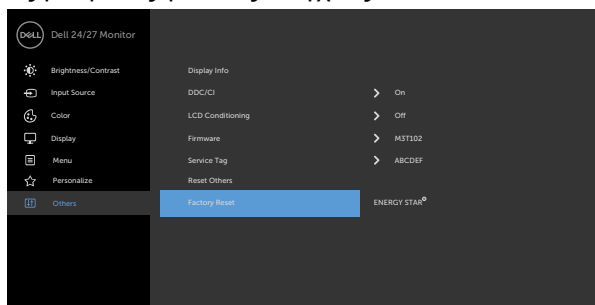 DELL Dell 24/27 Monitor
Brightness/Contrast Display Info
Input Source DDC/CI On
Color LCD Conditioning Off
Display Firmware M3T102
Menu Service Tag ABCDEF
Personalize Reset Others
Others Factory Reset ENERGY STAR®